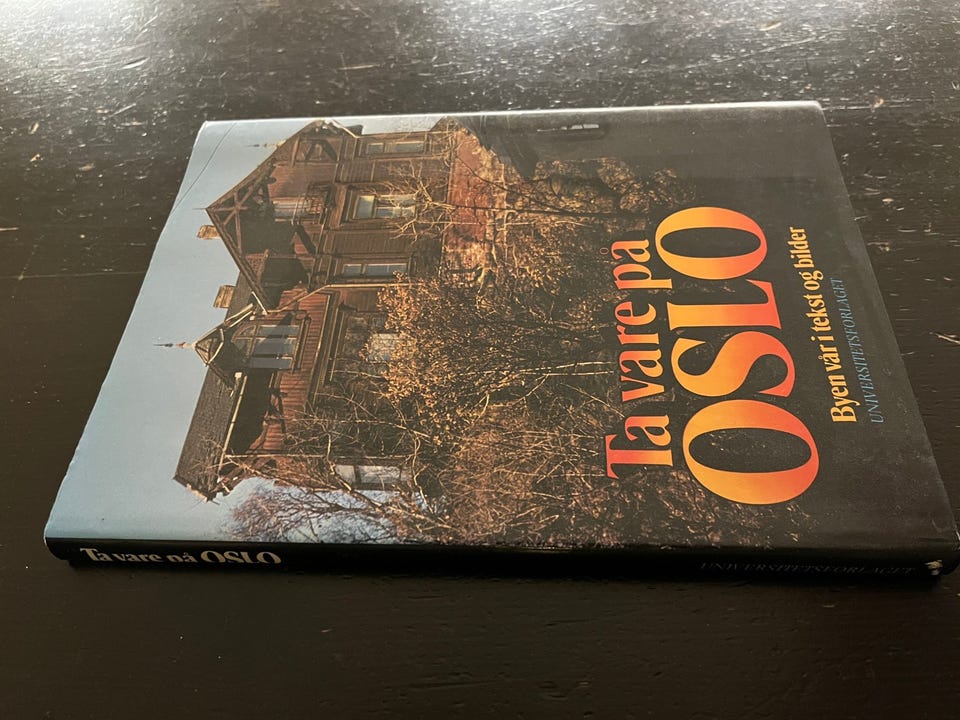 Ta vare på
OSLO
Byen vår i tekst og bilder
UNIVERSITETSFORLAGET
Ta vare på OSLO
UNIVERSITETSFORLAGET